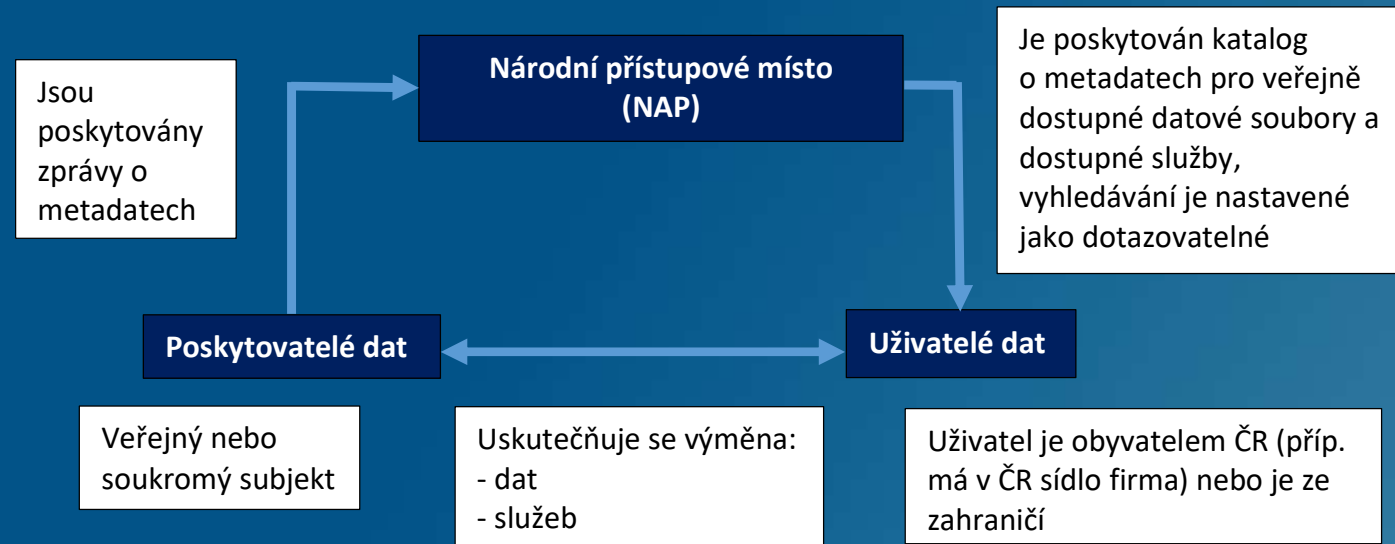 Národní přístupové místo
(NAP)
Jsou
poskytovány
zprávy o
metadatech
Je poskytován katalog
o metadatech pro veřejně
dostupné datové soubory a
dostupné služby,
vyhledávání je nastavené
jako dotazovatelné
Poskytovatelé dat
Uživatelé dat
Veřejný nebo
soukromý subjekt
Uskutečňuje se výměna:
- dat
- služeb
Uživatel je obyvatelem ČR (příp.
má v ČR sídlo firma) nebo je ze
zahraničí